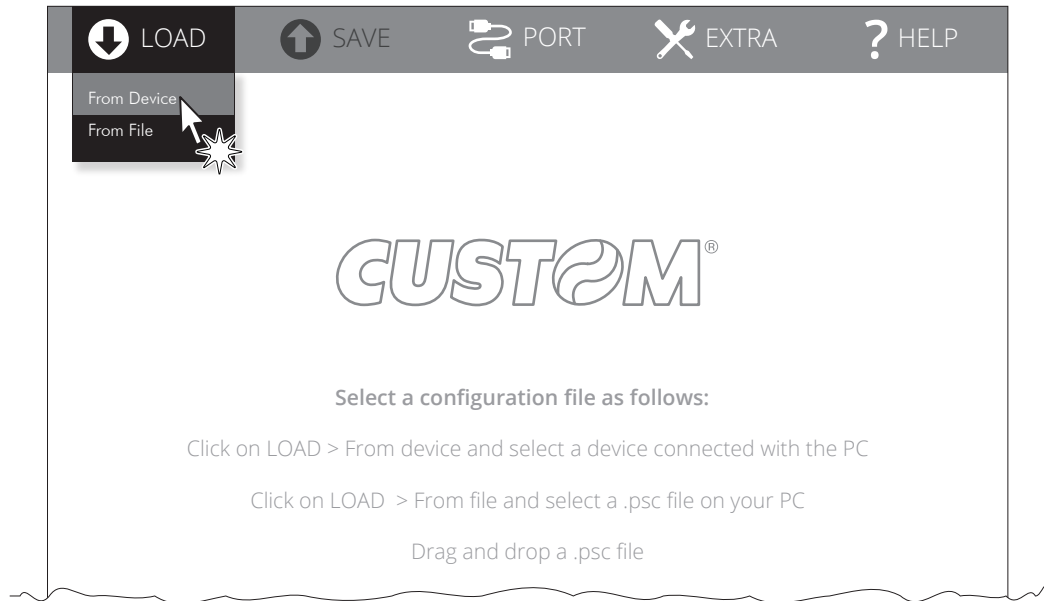 LOAD SAVE PORT EXTRA ? HELP
From Device
From File
CUSTOM®
Select a configuration file as follows:
Click on LOAD > From device and select a device connected with the PC
Click on LOAD > From file and select a .psc file on your PC
Drag and drop a .psc file